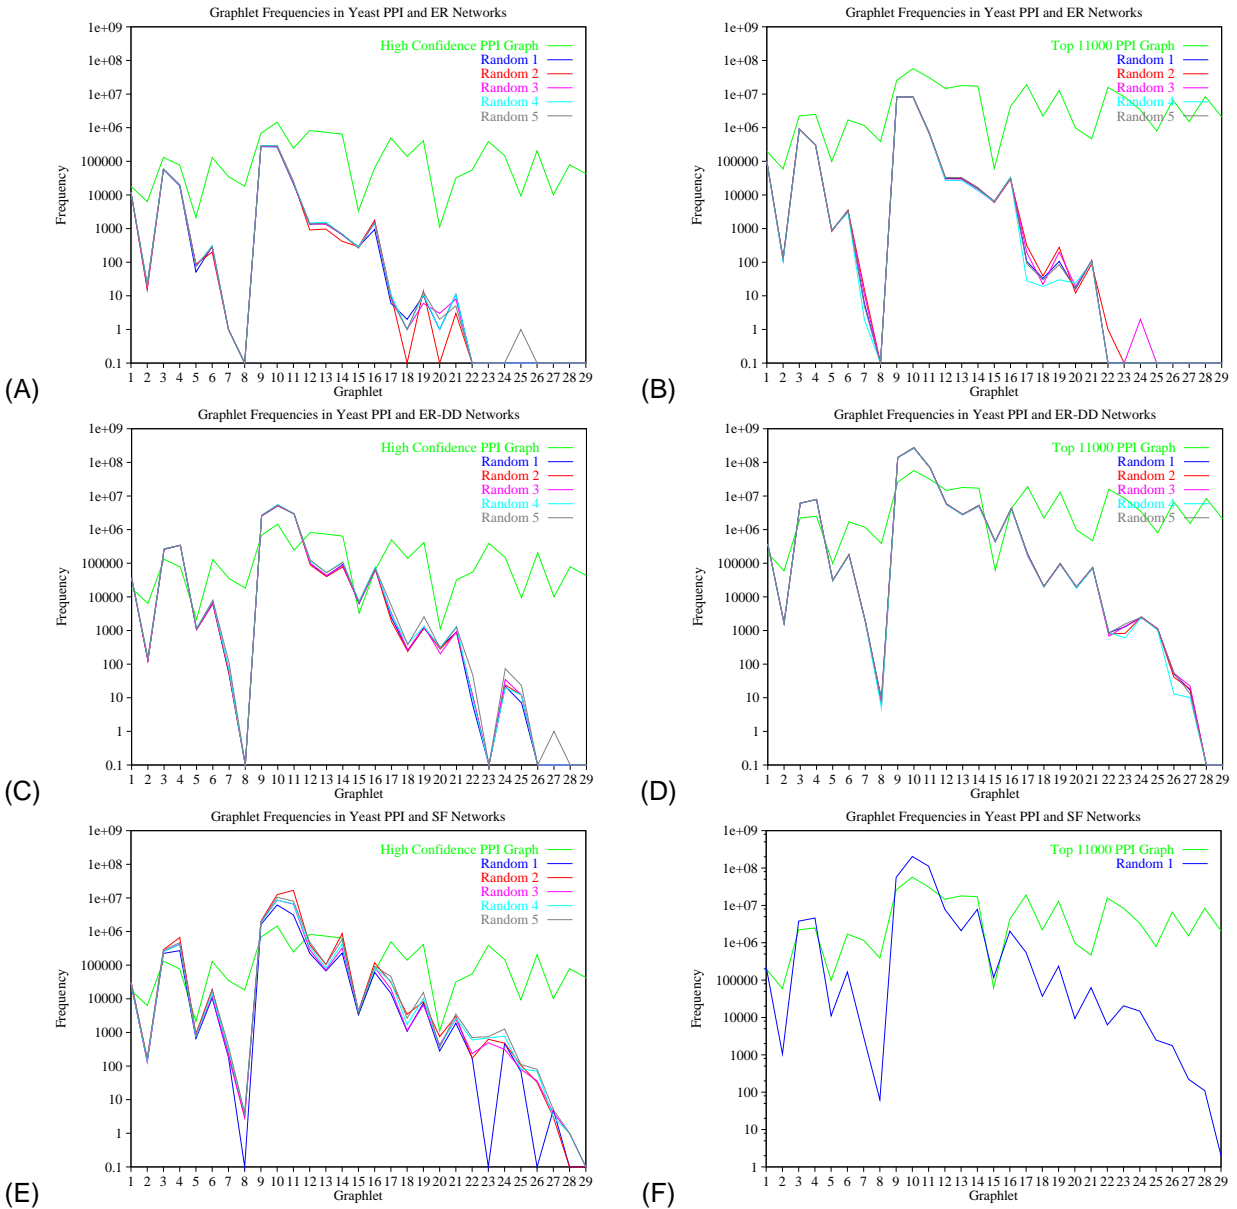 Graphlet Frequencies in Yeast PPI and ER Networks
Frequency
1e+09
1e+08
1e+07
1e+06
100000
10000
1000
100
10
1
0.1
High Confidence PPI Graph
Random 1
Random 2
Random 3
Random 4
Random 5
1 2 3 4 5 6 7 8 9 10 11 12 13 14 15 16 17 18 19 20 21 22 23 24 25 26 27 28 29
Graphlet
(A)
Graphlet Frequencies in Yeast PPI and ER Networks
Frequency
1e+09
1e+08
1e+07
1e+06
100000
10000
1000
100
10
1
0.1
Top 11000 PPI Graph
Random 1
Random 2
Random 3
Random 4
Random 5
1 2 3 4 5 6 7 8 9 10 11 12 13 14 15 16 17 18 19 20 21 22 23 24 25 26 27 28 29
Graphlet
(B)
Graphlet Frequencies in Yeast PPI and ER-DD Networks
Frequency
1e+09
1e+08
1e+07
1e+06
100000
10000
1000
100
10
1
0.1
High Confidence PPI Graph
Random 1
Random 2
Random 3
Random 4
Random 5
1 2 3 4 5 6 7 8 9 10 11 12 13 14 15 16 17 18 19 20 21 22 23 24 25 26 27 28 29
Graphlet
(C)
Graphlet Frequencies in Yeast PPI and ER-DD Networks
Frequency
1e+09
1e+08
1e+07
1e+06
100000
10000
1000
100
10
1
0.1
Top 11000 PPI Graph
Random 1
Random 2
Random 3
Random 4
Random 5
1 2 3 4 5 6 7 8 9 10 11 12 13 14 15 16 17 18 19 20 21 22 23 24 25 26 27 28 29
Graphlet
(D)
Graphlet Frequencies in Yeast PPI and SF Networks
Frequency
1e+09
1e+08
1e+07
1e+06
100000
10000
1000
100
10
1
0.1
High Confidence PPI Graph
Random 1
Random 2
Random 3
Random 4
Random 5
1 2 3 4 5 6 7 8 9 10 11 12 13 14 15 16 17 18 19 20 21 22 23 24 25 26 27 28 29
Graphlet
(E)
Graphlet Frequencies in Yeast PPI and SF Networks
Frequency
1e+09
1e+08
1e+07
1e+06
100000
10000
1000
100
10
1
Top 11000 PPI Graph
Random 1
1 2 3 4 5 6 7 8 9 10 11 12 13 14 15 16 17 18 19 20 21 22 23 24 25 26 27 28 29
Graphlet
(F)